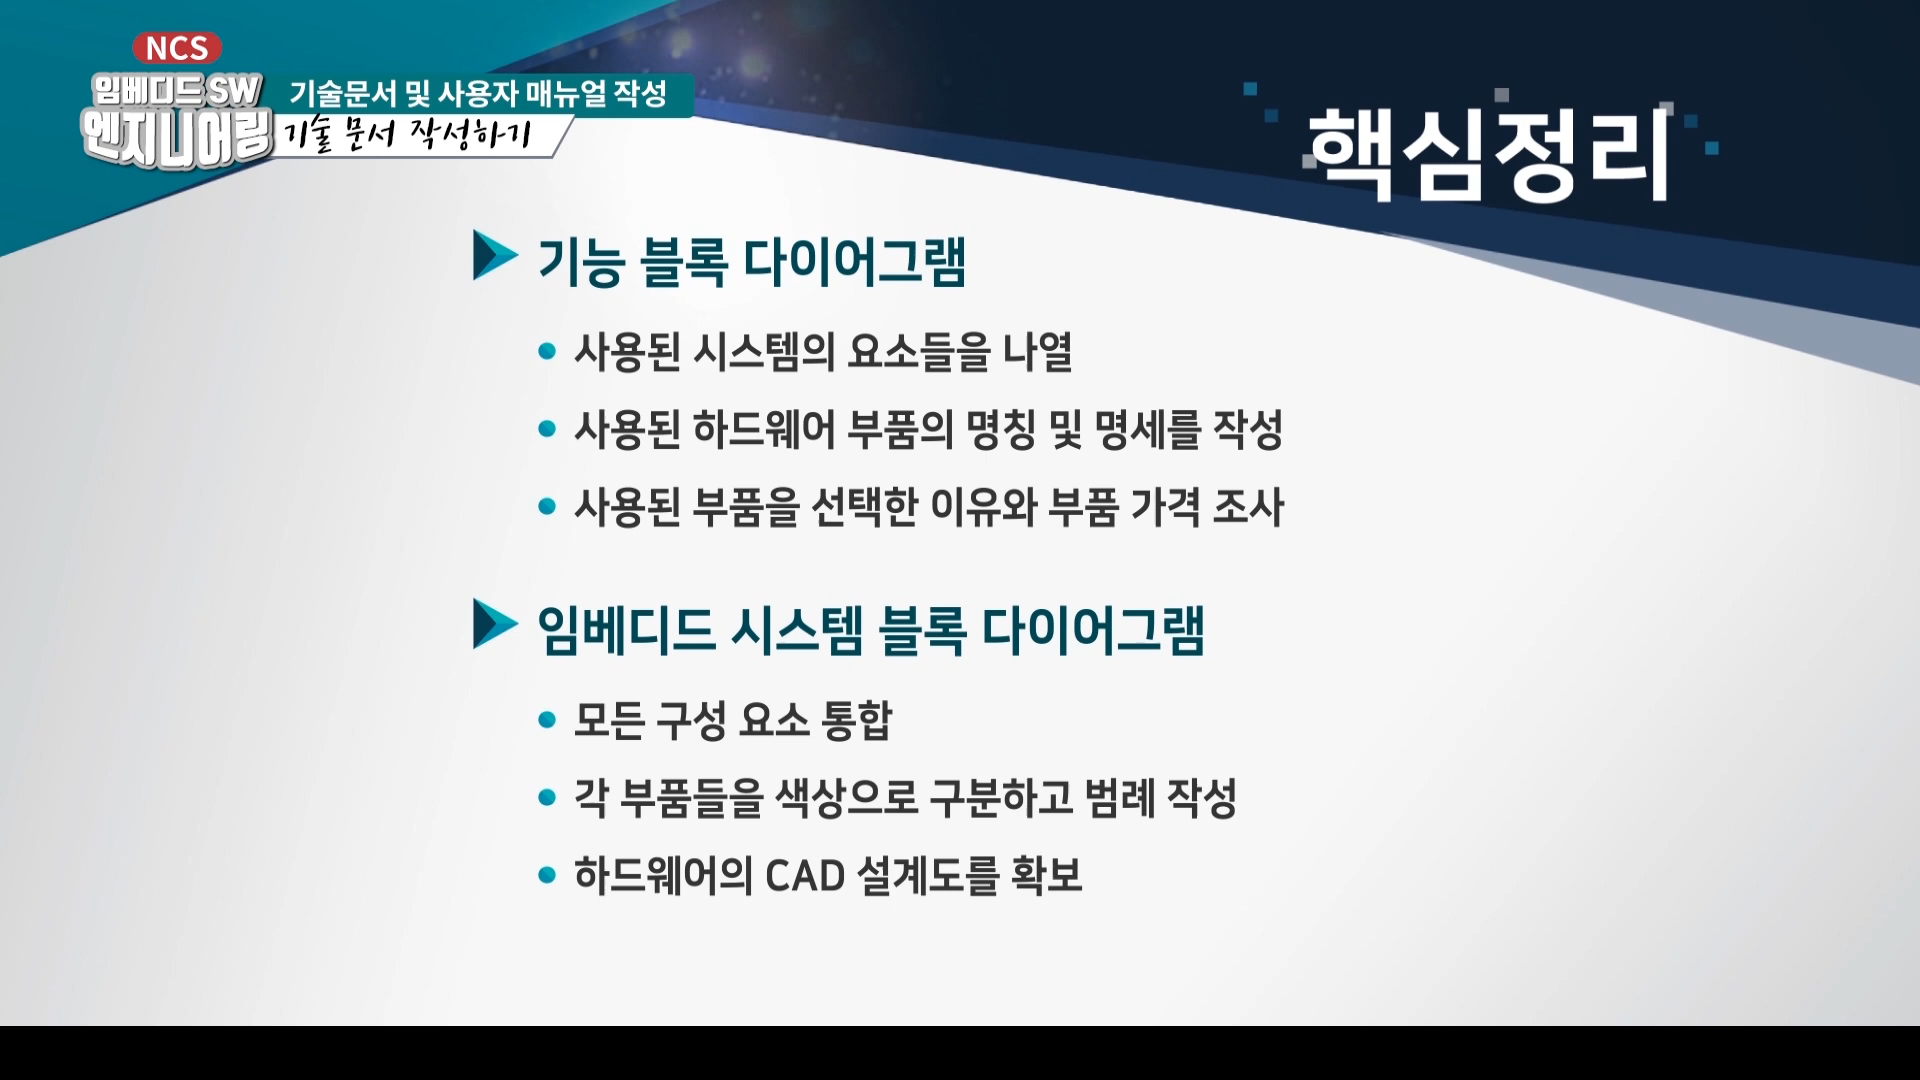 NCS
임베디드 SW
엔지니어링
기술문서 및 사용자 매뉴얼 작성
기술 문서 작성하기
핵심정리
기능 블록 다이어그램
사용된 시스템의 요소들을 나열
사용된 하드웨어 부품의 명칭 및 명세를 작성
사용된 부품을 선택한 이유와 부품 가격 조사
임베디드 시스템 블록 다이어그램
모든 구성 요소 통합
각 부품들을 색상으로 구분하고 범례 작성
하드웨어의 CAD 설계도를 확보